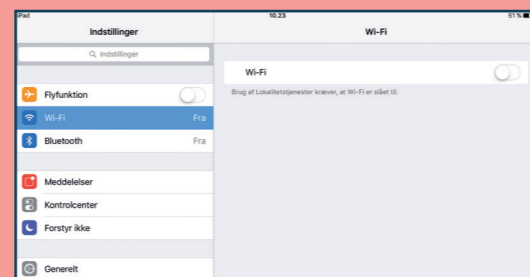 iPad
10.23
51 %
Indstillinger
Wi-Fi
Indstillinger
Flyfunktion
Wi-Fi
Fra
Bluetooth
Fra
Meddelelser
Kontrolcenter
Forstyr ikke
Generelt
Wi-Fi
Brug af Lokalitetstjenester kræver, at Wi-Fi er slået til.